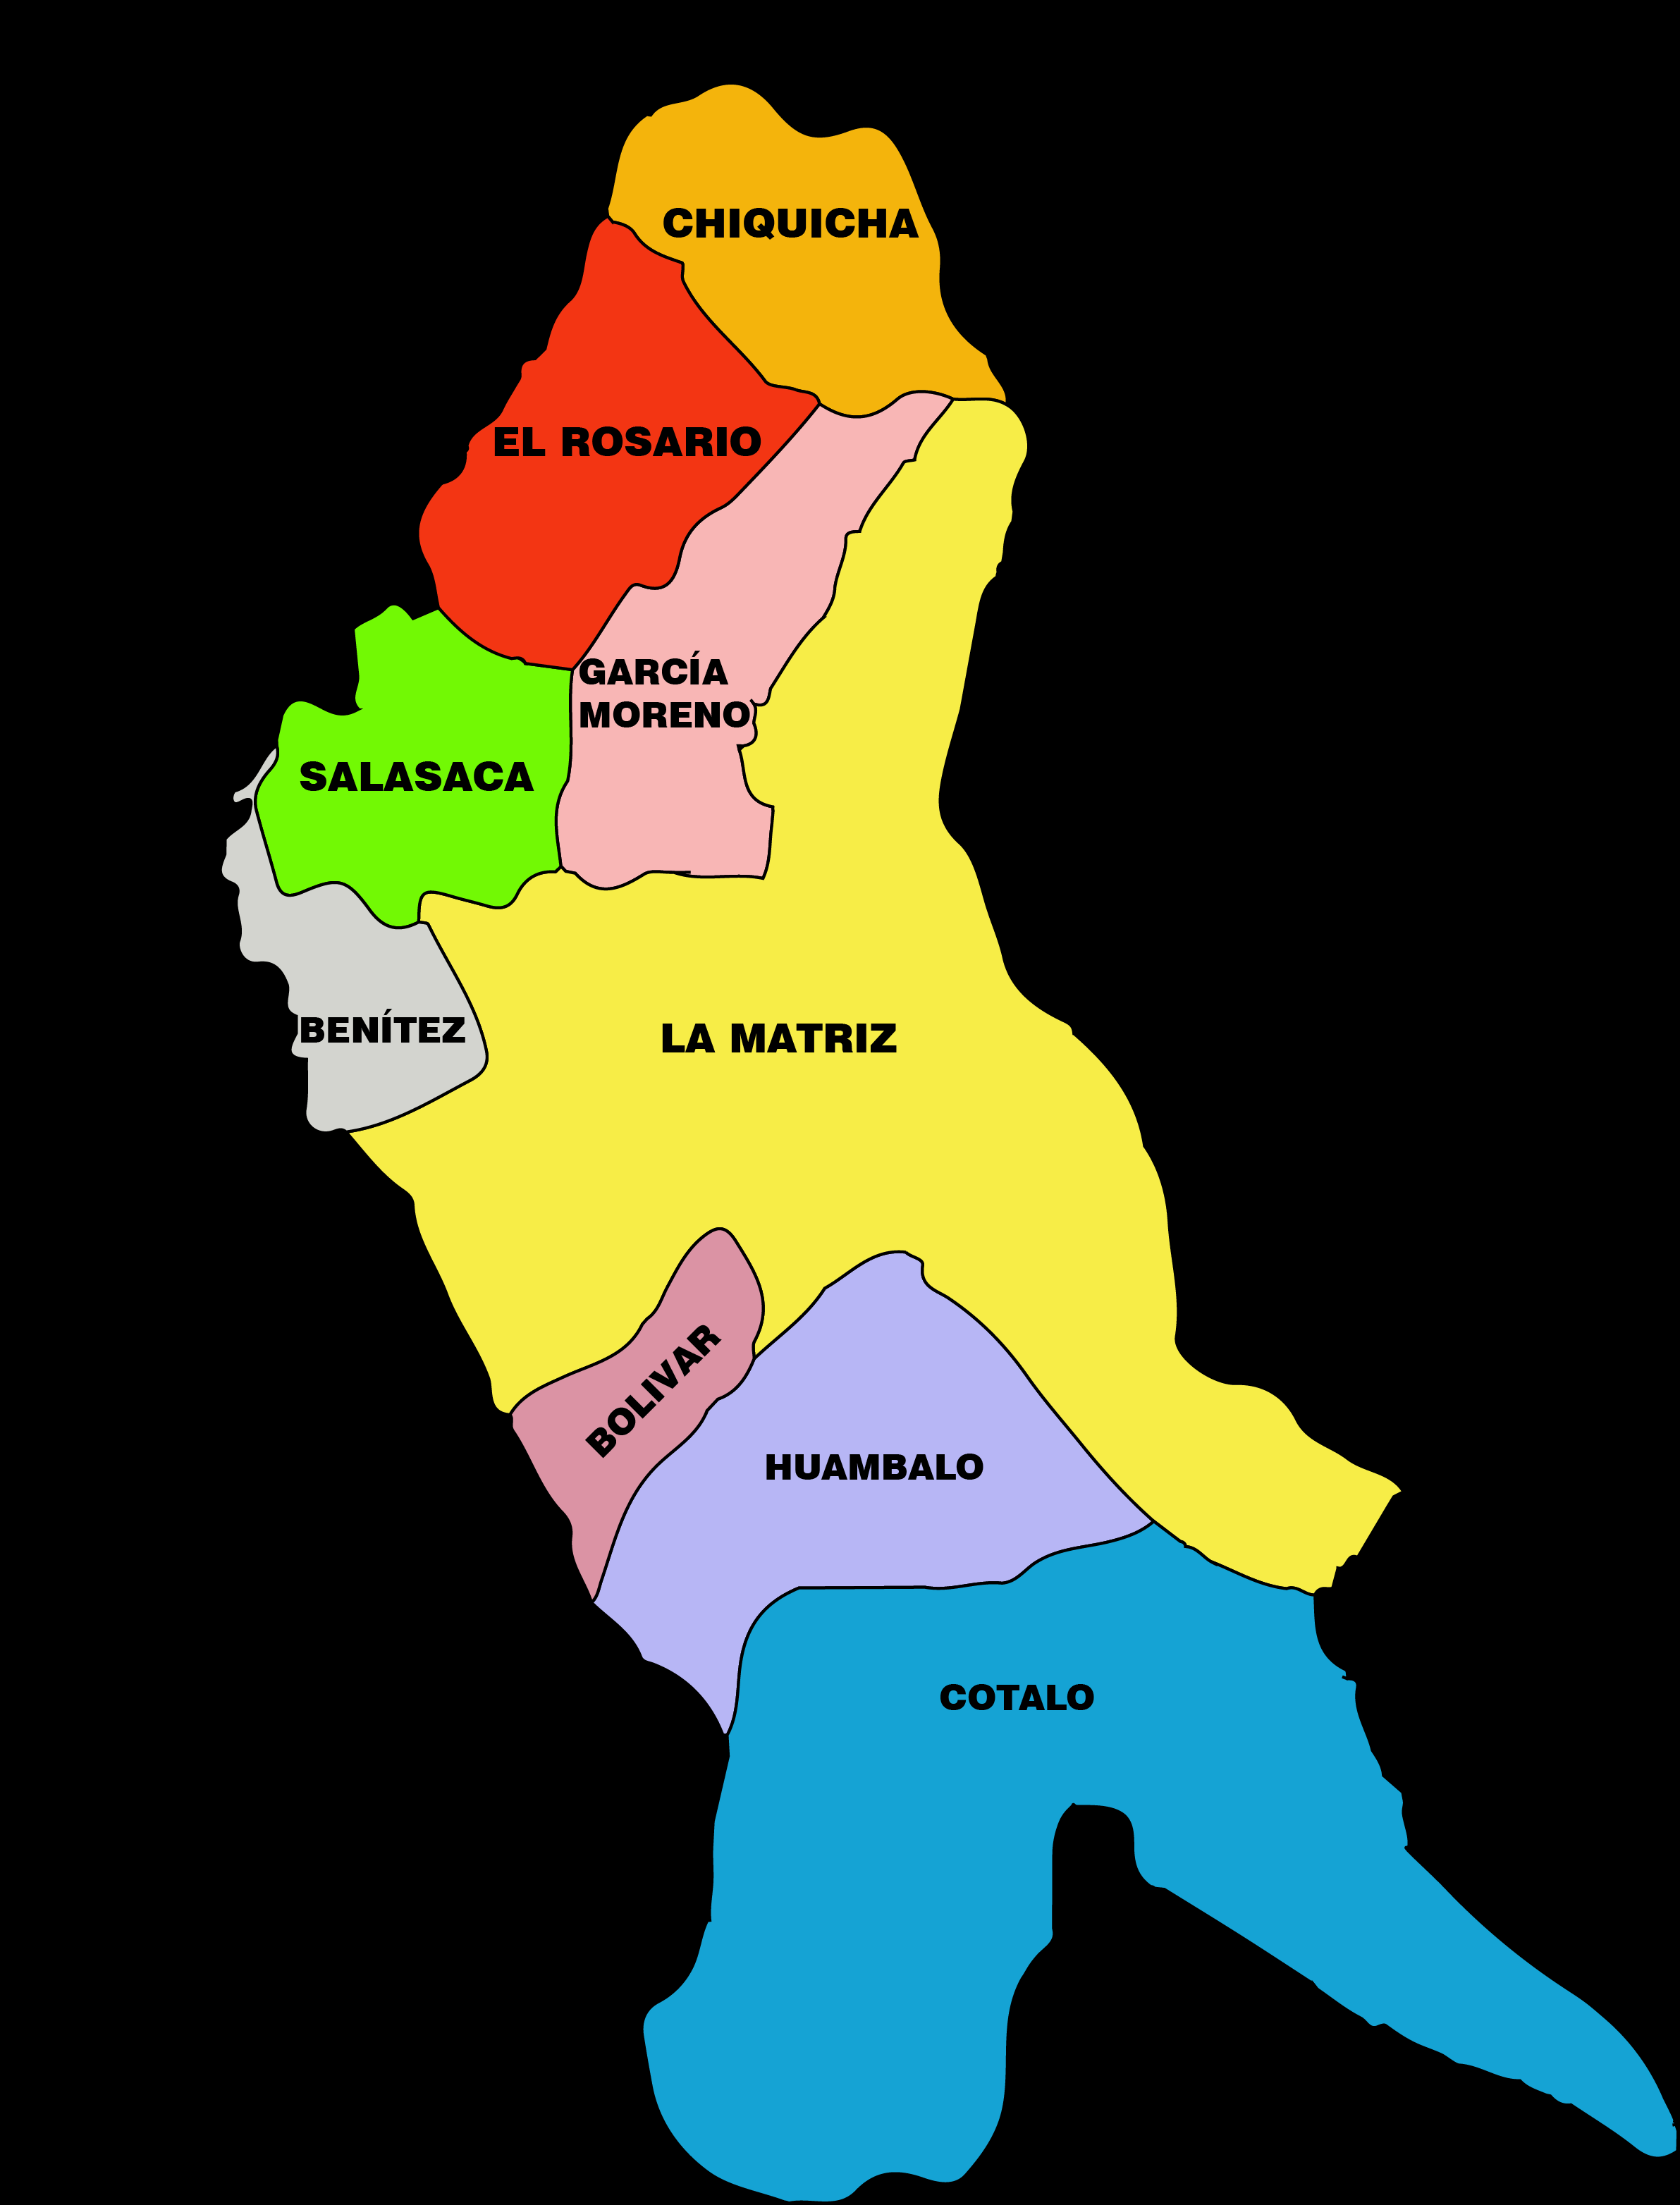 CHIQUICHA
EL ROSARIO
GARCÍA
MORENO
SALASACA
BENÍTEZ
LA MATRIZ
BOLIVAR
HUAMBALO
COTALO